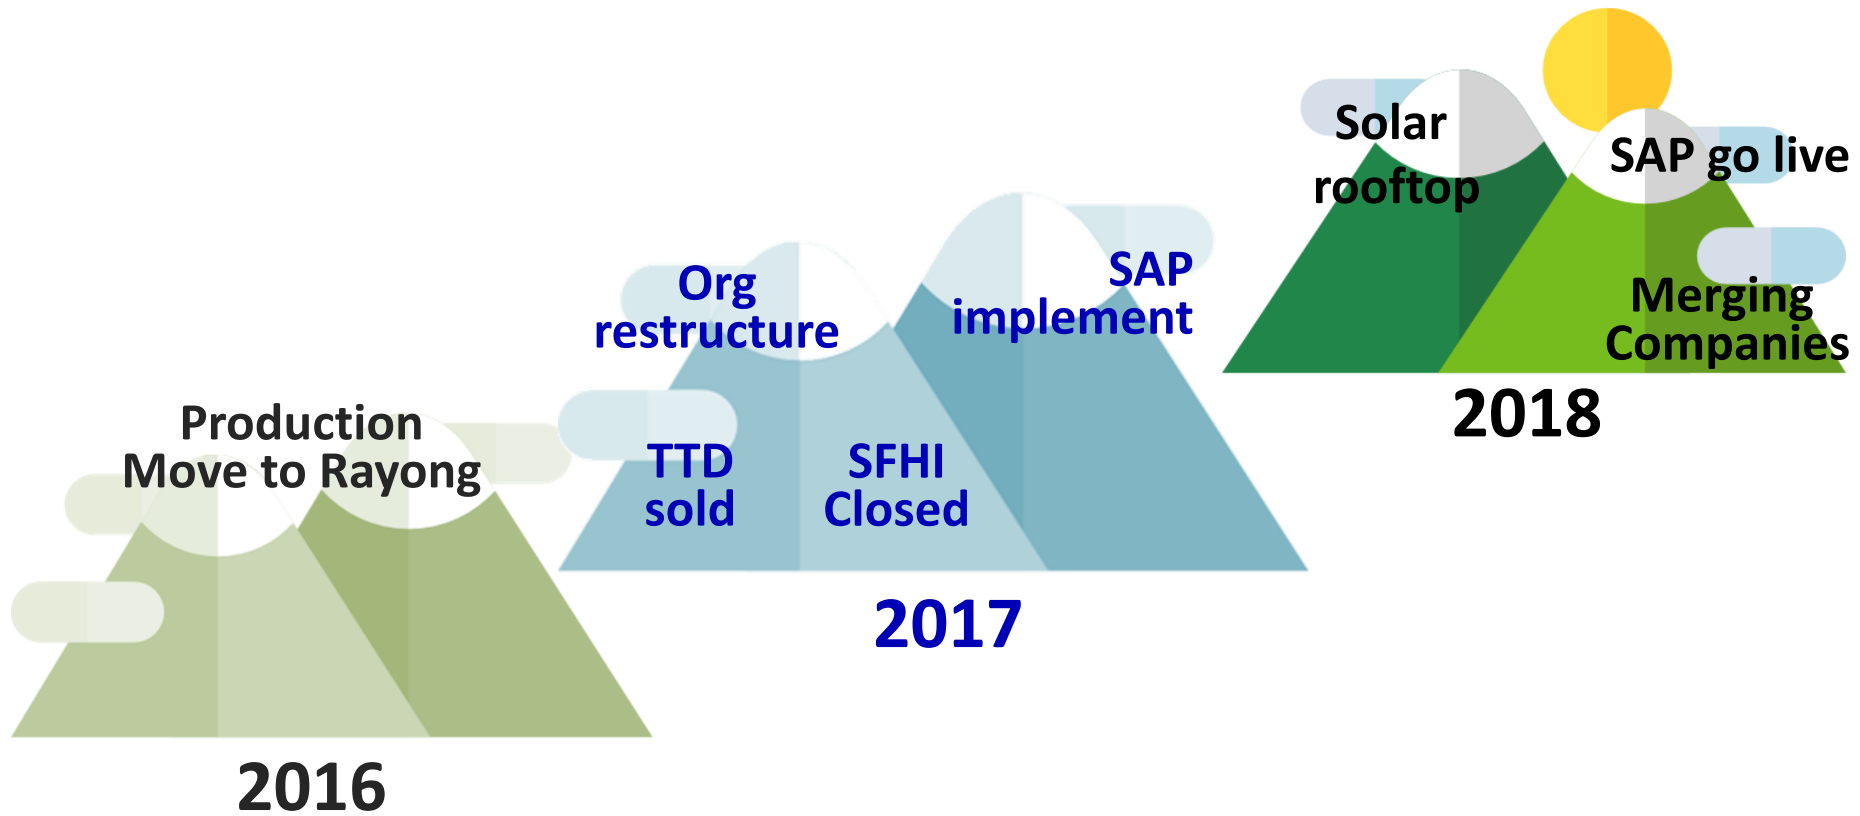 Production
Move to Rayong
2016
Org
restructure
SAP
implement
TTD
sold
SFHI
Closed
2017
Solar
rooftop
SAP go live
Merging
Companies
2018